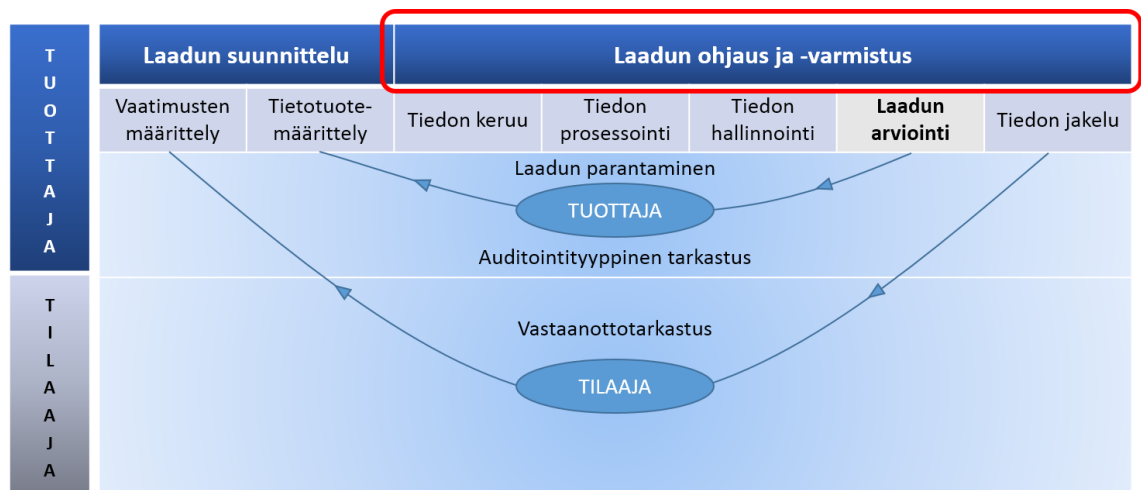 TUOTTAJA
Laadun suunnittelu
Laadun ohjaus ja -varmistus
Vaatimusten
määrittely
Tietotuote-
määrittely
Tiedon keruu
Tiedon
prosessointi
Tiedon
hallinnointi
Laadun
arviointi
Tiedon jakelu
Laadun parantaminen
TUOTTAJA
Auditointityyppinen tarkastus
TILAAJA
Vastaanottotarkastus
TILAAJA